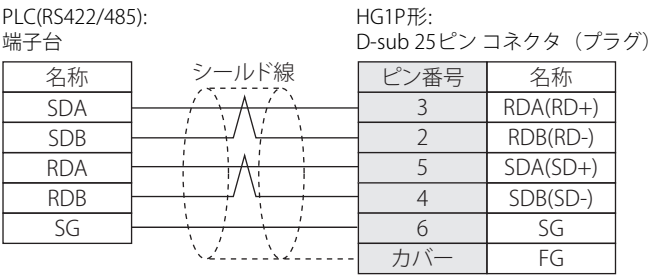 PLC(RS422/485):
端子台
HG1P形:
D-sub 25ピン コネクタ（プラグ）
名称 シールド線 ピン番号 名称
SDA 3 RDA(RD+)
SDB 2 RDB(RD-)
RDA 5 SDA(SD+)
RDB 4 SDB(SD-)
SG 6 SG
カバー FG